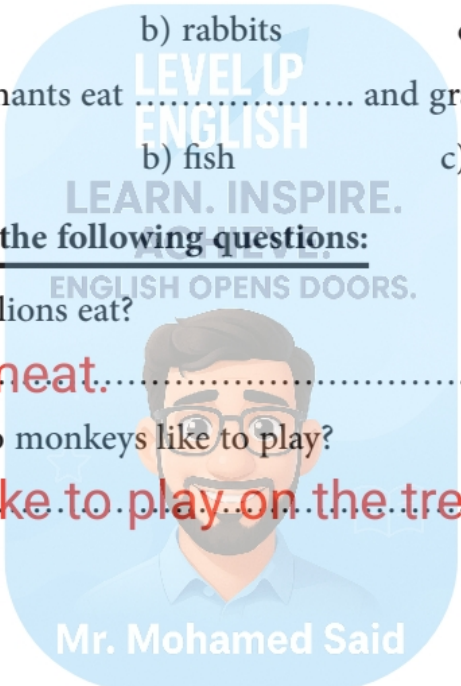 b) rabbits
hants eat .................... and gr
b) fish c)
LEVEL UP
ENGLISH
LEARN. INSPIRE.
ACHIEVE.
ENGLISH OPENS DOORS.
the following questions:
lions eat?
meat.
o monkeys like to play?
ke to play on the tre
Mr. Mohamed Said